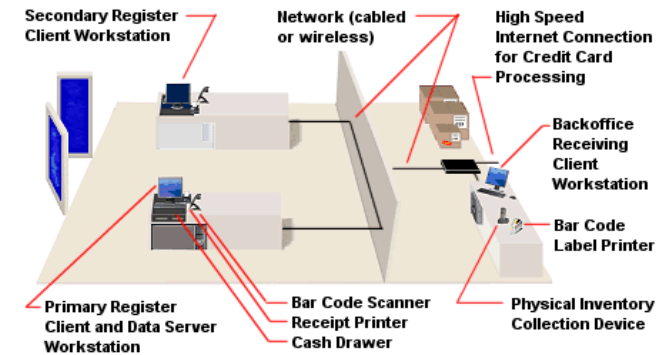 Secondary Register
Client Workstation
Network (cabled
or wireless)
High Speed
Internet Connection
for Credit Card
Processing
Backoffice
Receiving
Client
Workstation
Bar Code
Label Printer
Physical Inventory
Collection Device
Bar Code Scanner
Receipt Printer
Cash Drawer
Primary Register
Client and Data Server
Workstation